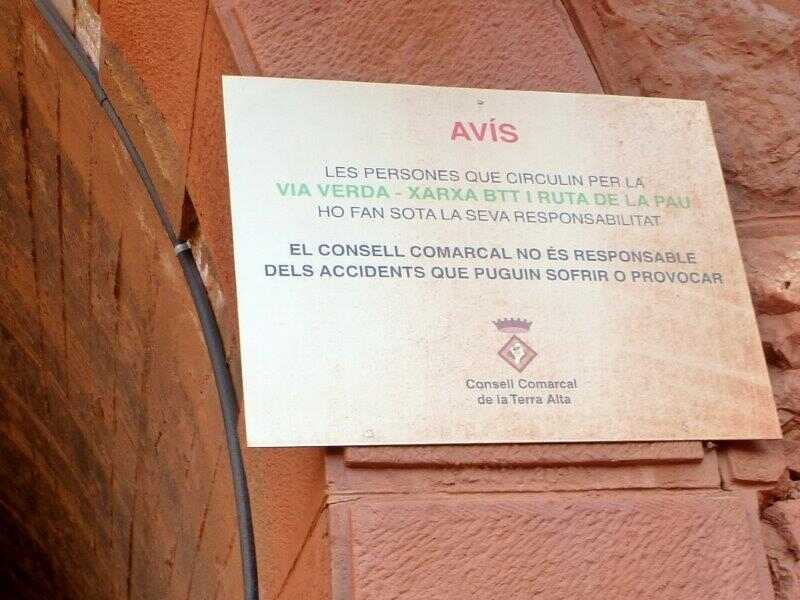 AVÍS
LES PERSONES QUE CIRCULIN PER LA
VIA VERDA - XARXA BTT I RUTA DE LA PAU
HO FAN SOTA LA SEVA RESPONSABILITAT
EL CONSELL COMARCAL NO ÉS RESPONSABLE
DELS ACCIDENTS QUE PUGUIN SOFRIR O PROVOCAR
Consell Comarcal
de la Terra Alta